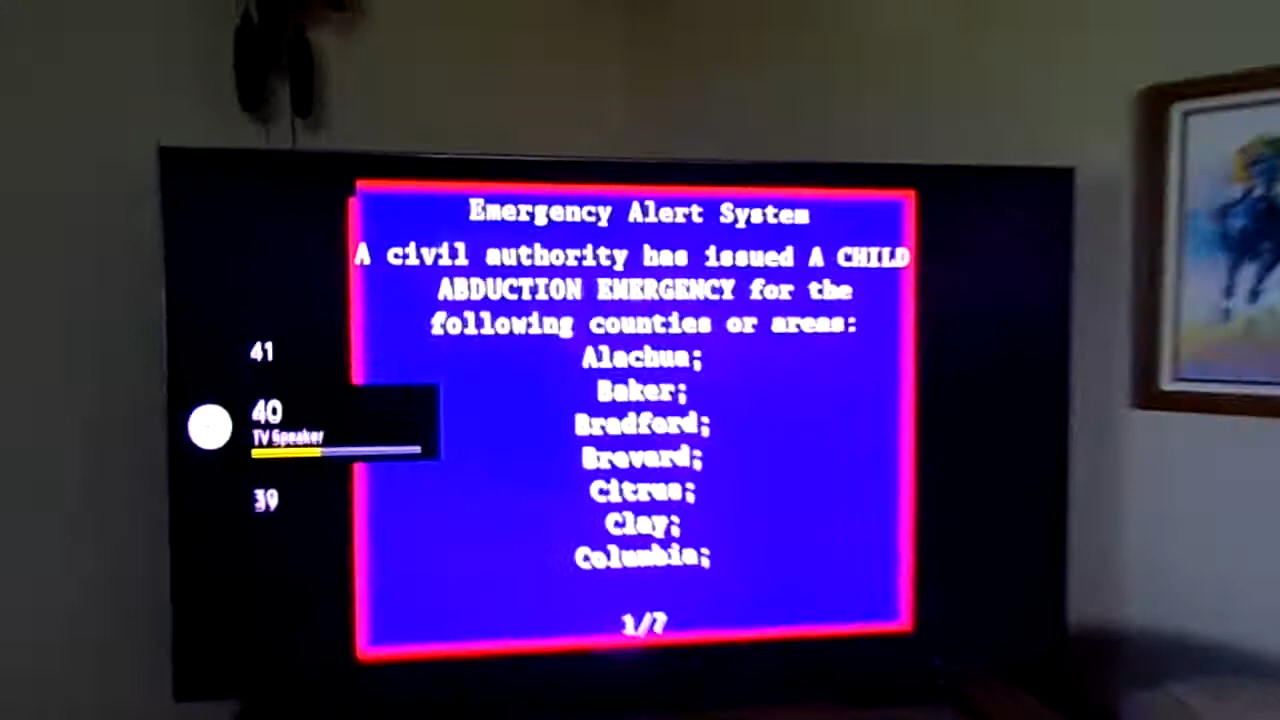 Emergency Alert System
A civil authority has issued A CHILD
ABDUCTION EMERGENCY for the
following counties or areas:
Alachua;
Baker;
Bradford;
Brevard;
Citrus;
Clay;
Columbia;
1/7
41
40
TV Speaker
39